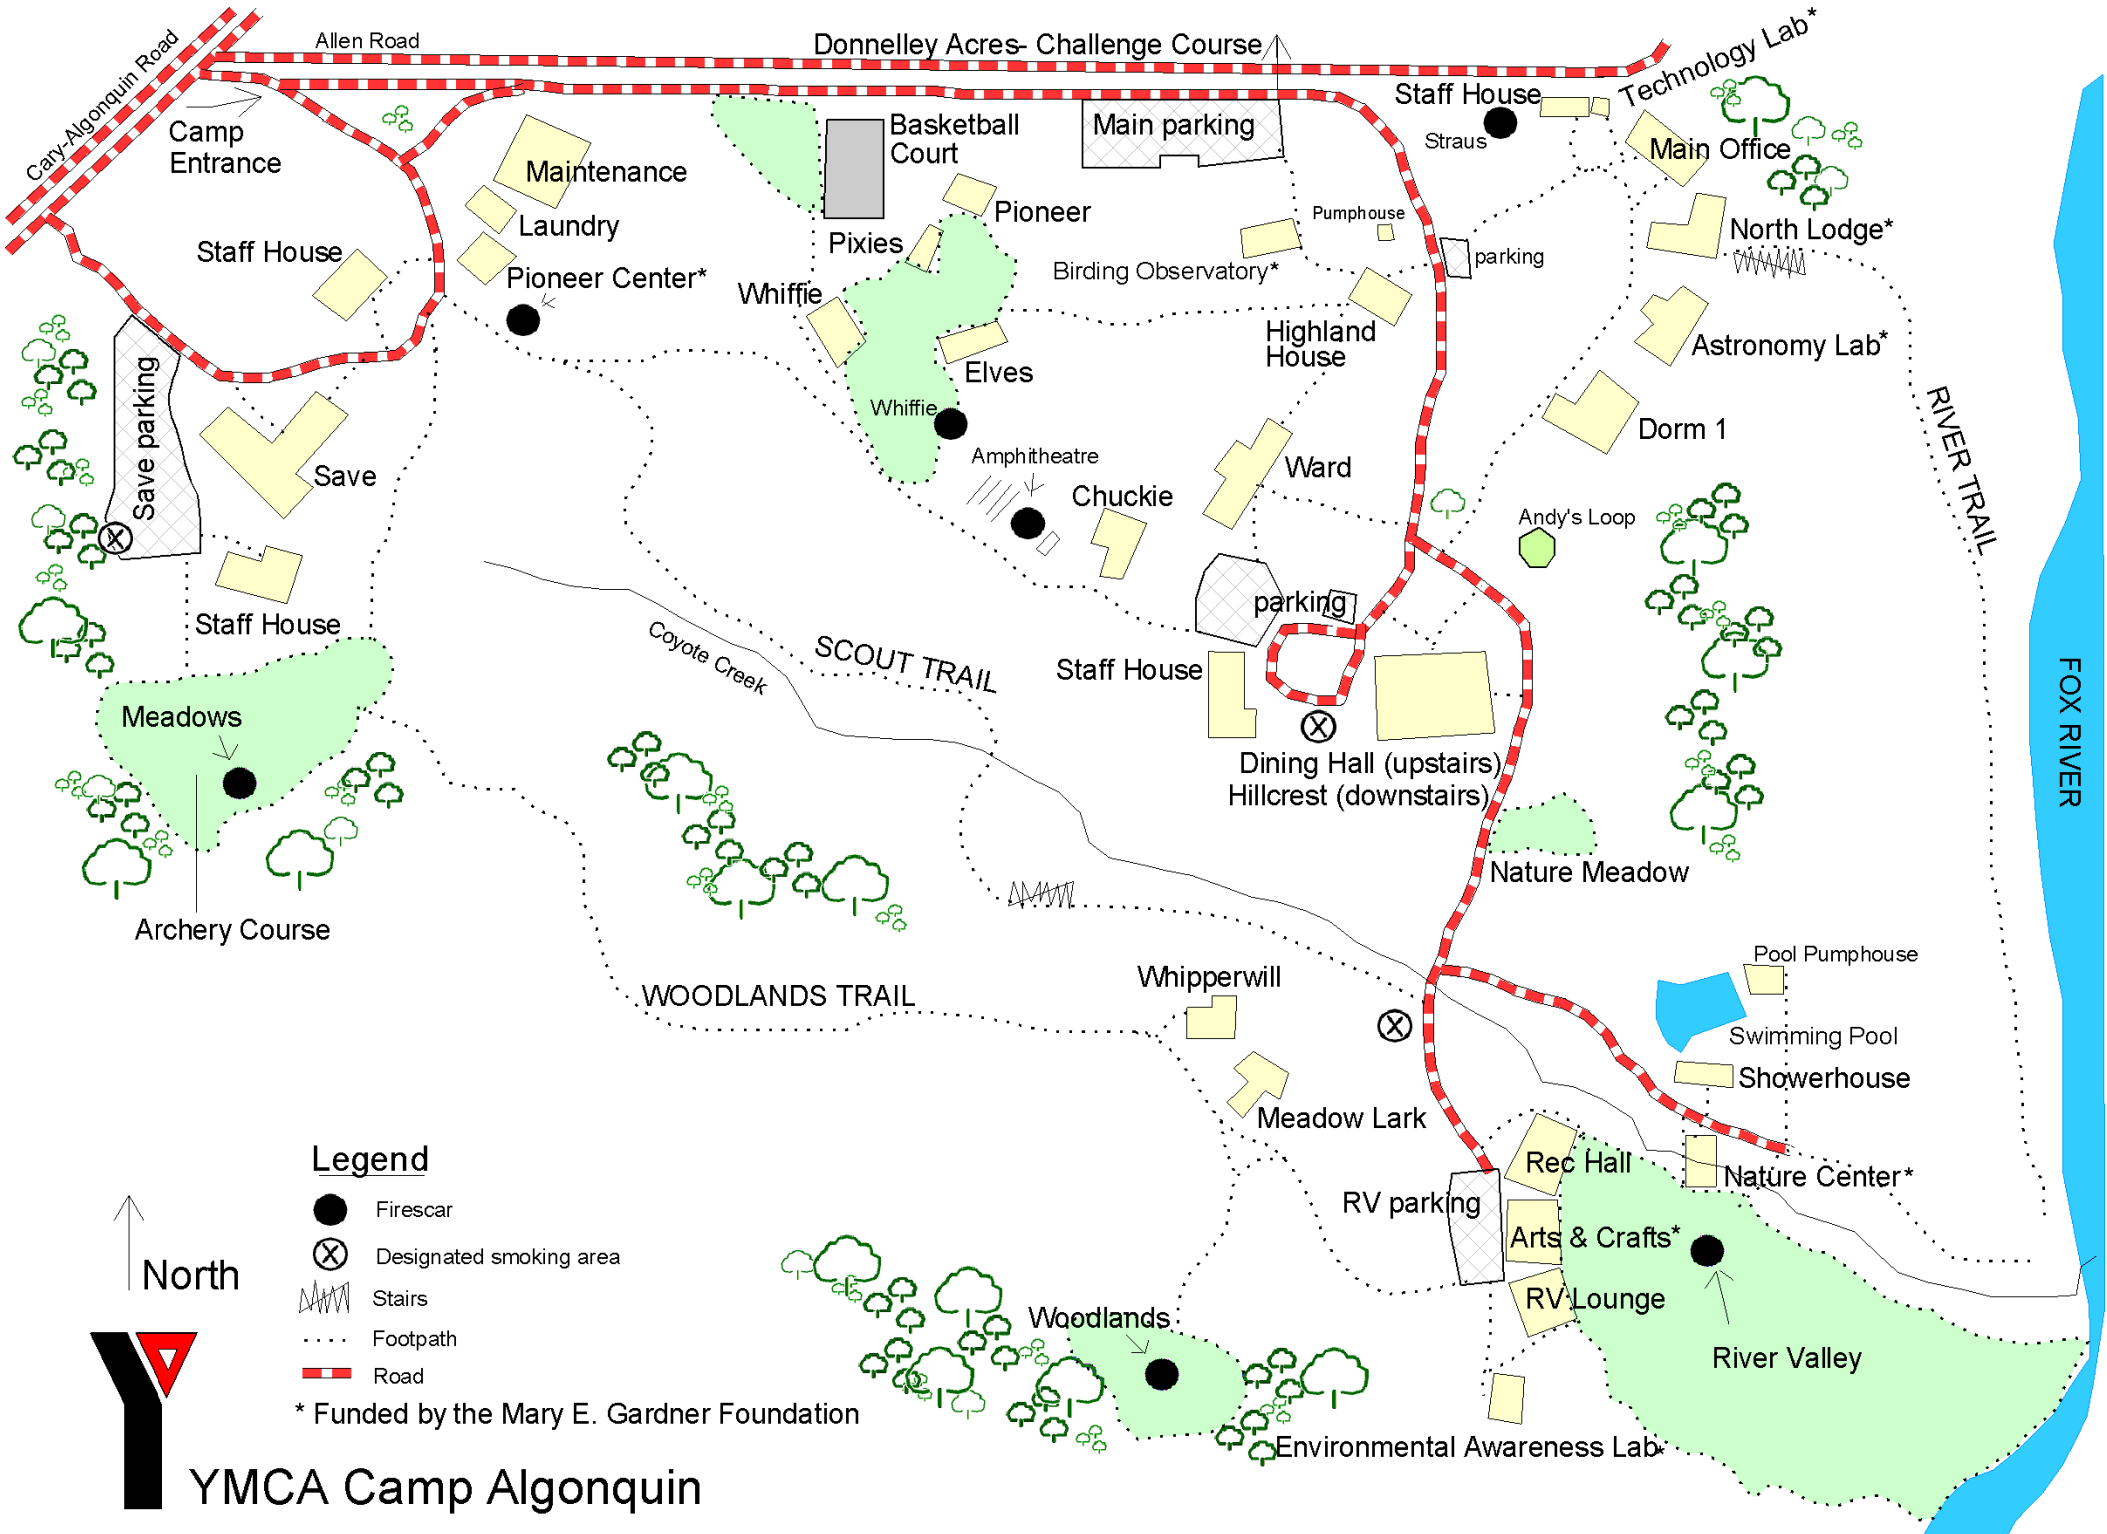 Cary-Algonquin Road
Allen Road
Donnelley Acres- Challenge Course
Technology Lab*
Staff House
Straus
Main Office
Camp
Entrance
Maintenance
Basketball
Court
Main parking
Laundry
Pioneer
Pumphouse
North Lodge*
Staff House
Pixies
Pioneer Center*
Birding Observatory*
parking
Whiffie
Highland
House
Astronomy Lab*
Elves
Save parking
Whiffie
Dorm 1
RIVER TRAIL
Amphitheatre
Ward
Save
Chuckie
Andy's Loop
parking
Staff House
Coyote Creek
SCOUT TRAIL
Staff House
FOX RIVER
Meadows
Dining Hall (upstairs)
Hillcrest (downstairs)
Nature Meadow
Archery Course
Pool Pumphouse
Whipperwill
WOODLANDS TRAIL
Swimming Pool
Showerhouse
Meadow Lark
Rec Hall
Nature Center*
RV parking
Arts & Crafts*
RV Lounge
Woodlands
River Valley
Environmental Awareness Lab*
Legend
Firescar
Designated smoking area
Stairs
Footpath
Road
* Funded by the Mary E. Gardner Foundation
North
YMCA Camp Algonquin